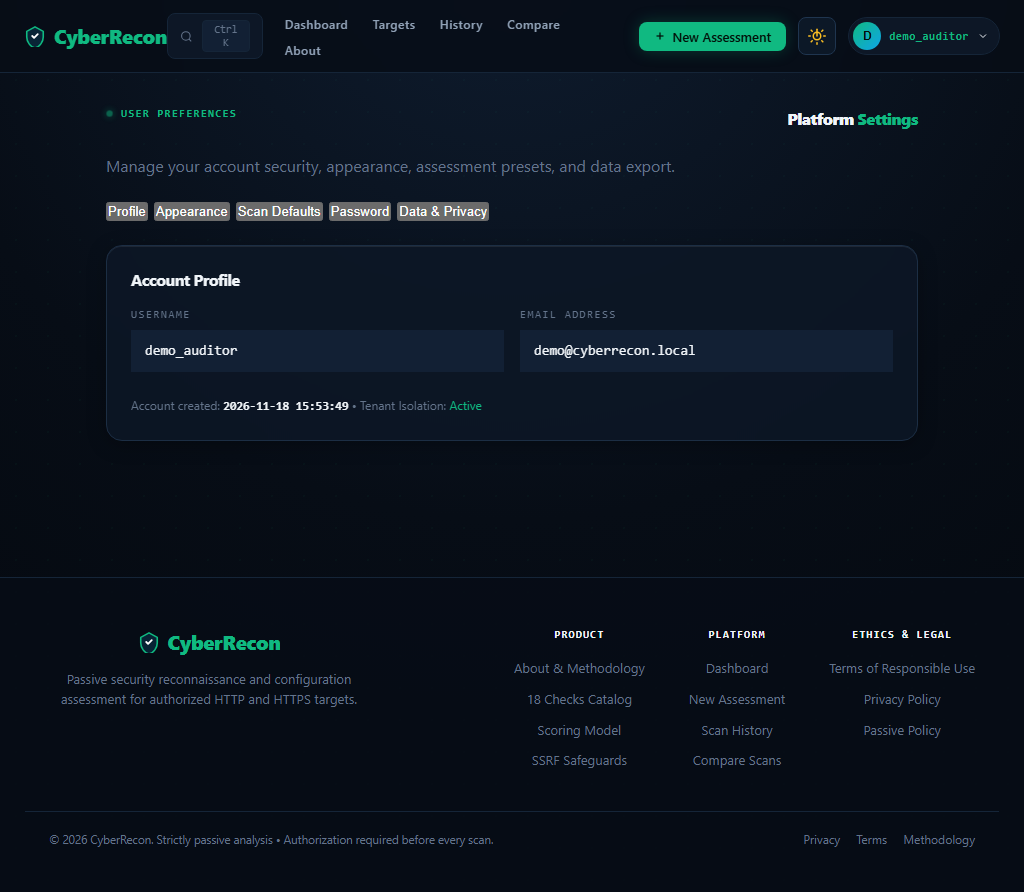 CyberRecon
Ctrl
K
Dashboard Targets History Compare
About
+ New Assessment
D demo_auditor
USER PREFERENCES
Platform Settings
Manage your account security, appearance, assessment presets, and data export.
Profile Appearance Scan Defaults Password Data & Privacy
Account Profile
USERNAME EMAIL ADDRESS
demo_auditor demo@cyberrecon.local
Account created: 2026-11-18 15:53:49 • Tenant Isolation: Active
CyberRecon
Passive security reconnaissance and configuration
assessment for authorized HTTP and HTTPS targets.
PRODUCT
About & Methodology
18 Checks Catalog
Scoring Model
SSRF Safeguards
PLATFORM
Dashboard
New Assessment
Scan History
Compare Scans
ETHICS & LEGAL
Terms of Responsible Use
Privacy Policy
Passive Policy
© 2026 CyberRecon. Strictly passive analysis • Authorization required before every scan.
Privacy Terms Methodology